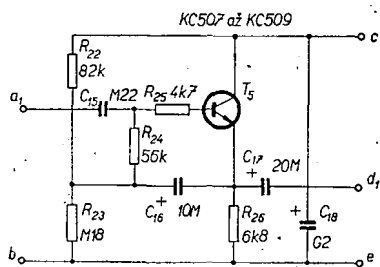 KC507 až KC509
c
R22
82k
C15 M22
R25 4k7
T5
a1
R24
56k
C17 20M
d1
C16 10M
R23
M18
R26
6k8
C18
G2
b
e